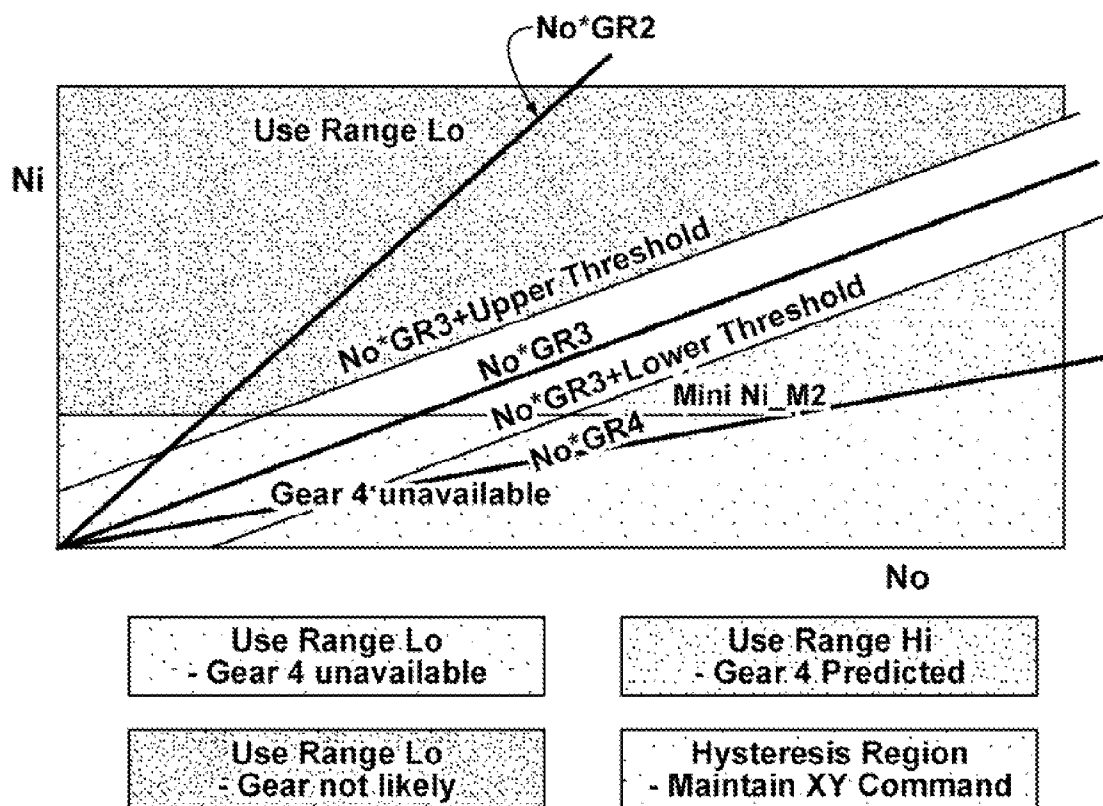 No*GR2
Use Range Lo
Ni
No*GR3+Upper Threshold
No*GR3
No*GR3+Lower Threshold
Mini Ni_M2
No*GR4
Gear 4 unavailable
No
Use Range Lo
- Gear 4 unavailable
Use Range Hi
- Gear 4 Predicted
Use Range Lo
- Gear not likely
Hysteresis Region
- Maintain XY Command